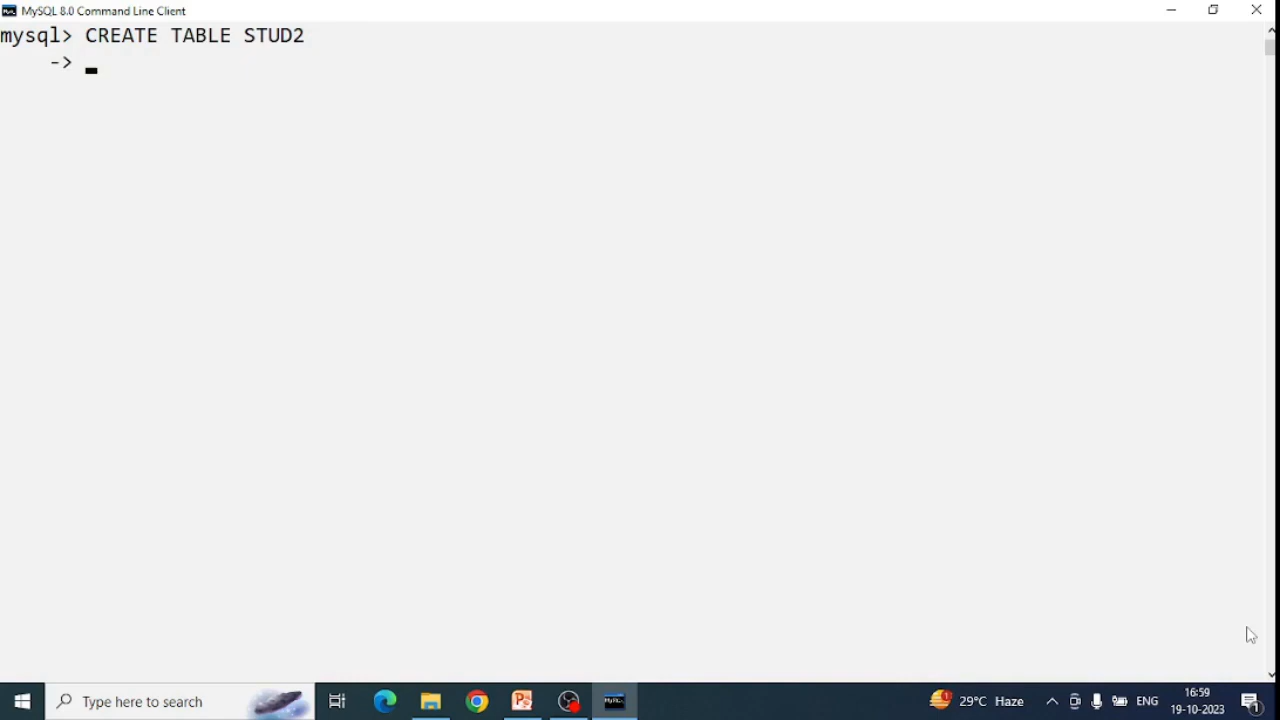 MySQL 8.0 Command Line Client
mysql> CREATE TABLE STUD2
->
Type here to search
29°C Haze
ENG
16:59
19-10-2023